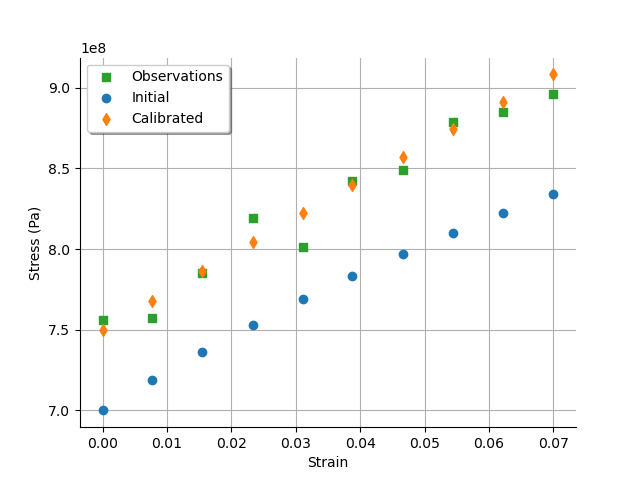 1e8
Observations
Initial
Calibrated
9.0
8.5
8.0
7.5
7.0
Stress (Pa)
0.00 0.01 0.02 0.03 0.04 0.05 0.06 0.07
Strain